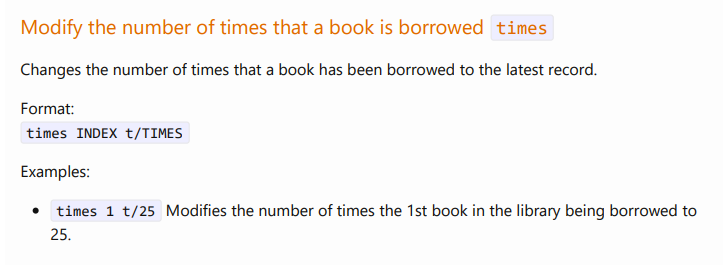 Modify the number of times that a book is borrowed times
Changes the number of times that a book has been borrowed to the latest record.
Format:
times INDEX t/TIMES
Examples:
• times 1 t/25 Modifies the number of times the 1st book in the library being borrowed to
25.